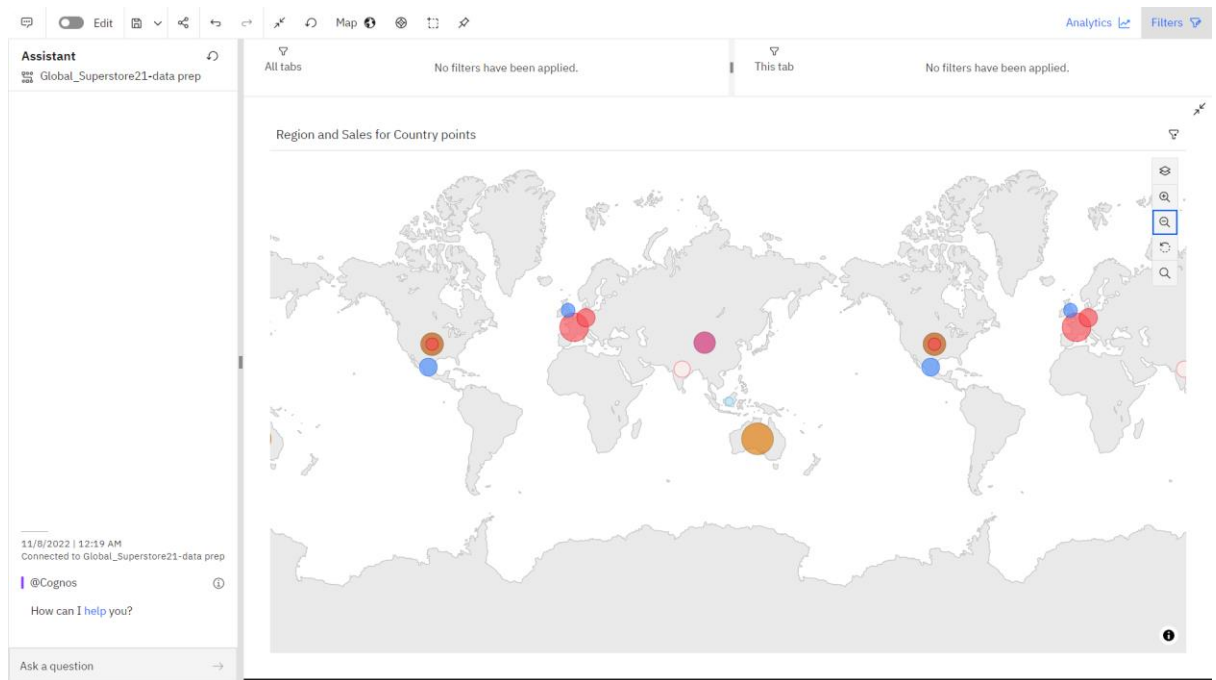 Edit
Map
Analytics
Filters
Assistant
Global_Superstore21-data prep
All tabs
No filters have been applied.
This tab
No filters have been applied.
Region and Sales for Country points
11/8/2022 | 12:19 AM
Connected to Global_Superstore21-data prep
@Cognos
How can I help you?
Ask a question